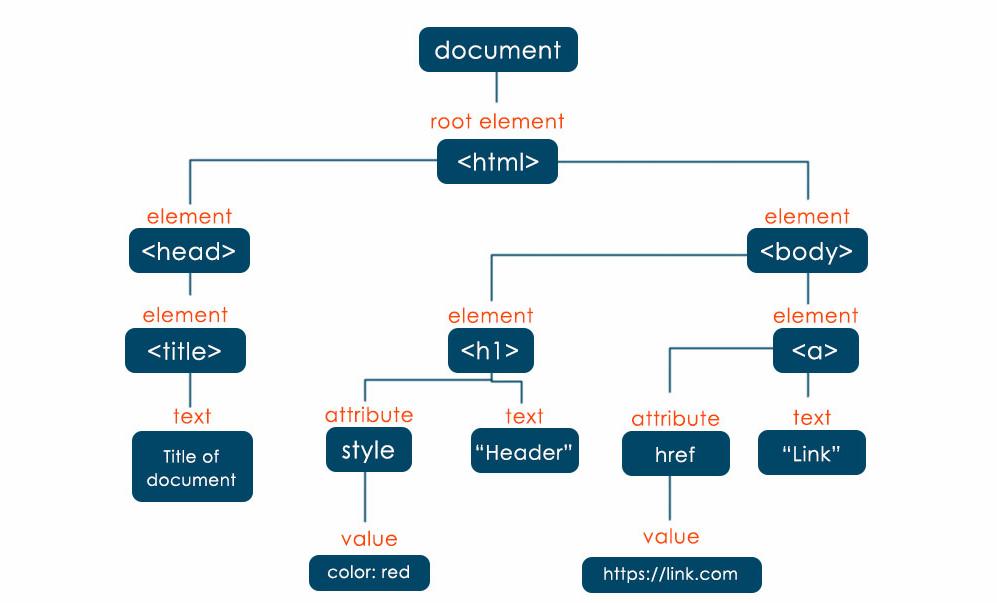 document
root element
<html>
element
element
<head>
<body>
element
element
element
<title>
<h1>
<a>
text
attribute
text
attribute
text
Title of
document
style
“Header”
href
“Link”
value
value
color: red
https://link.com